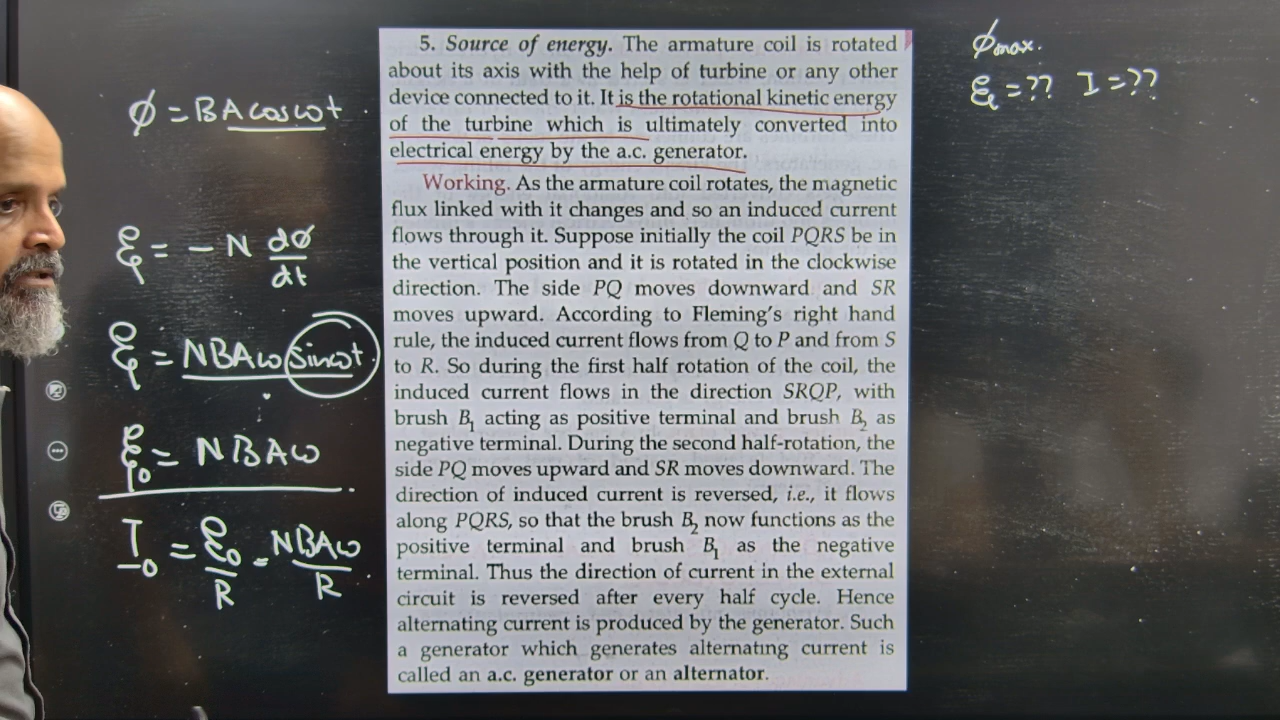 ϕ = BA cosωt
ξ = − N dϕ/dt
ξ = NBAω sinωt.
ξ₀ = NBAω
I₀ = ξ₀/R = NBAω/R.
5. Source of energy. The armature coil is rotated
about its axis with the help of turbine or any other
device connected to it. It is the rotational kinetic energy
of the turbine which is ultimately converted into
electrical energy by the a.c. generator.
Working. As the armature coil rotates, the magnetic
flux linked with it changes and so an induced current
flows through it. Suppose initially the coil PQRS be in
the vertical position and it is rotated in the clockwise
direction. The side PQ moves downward and SR
moves upward. According to Fleming's right hand
rule, the induced current flows from Q to P and from S
to R. So during the first half rotation of the coil, the
induced current flows in the direction SRQP, with
brush B₁ acting as positive terminal and brush B₂ as
negative terminal. During the second half-rotation, the
side PQ moves upward and SR moves downward. The
direction of induced current is reversed, i.e., it flows
along PQRS, so that the brush B₂ now functions as the
positive terminal and brush B₁ as the negative
terminal. Thus the direction of current in the external
circuit is reversed after every half cycle. Hence
alternating current is produced by the generator. Such
a generator which generates alternating current is
called an a.c. generator or an alternator.
ϕmax.
ξ = ?? I = ??